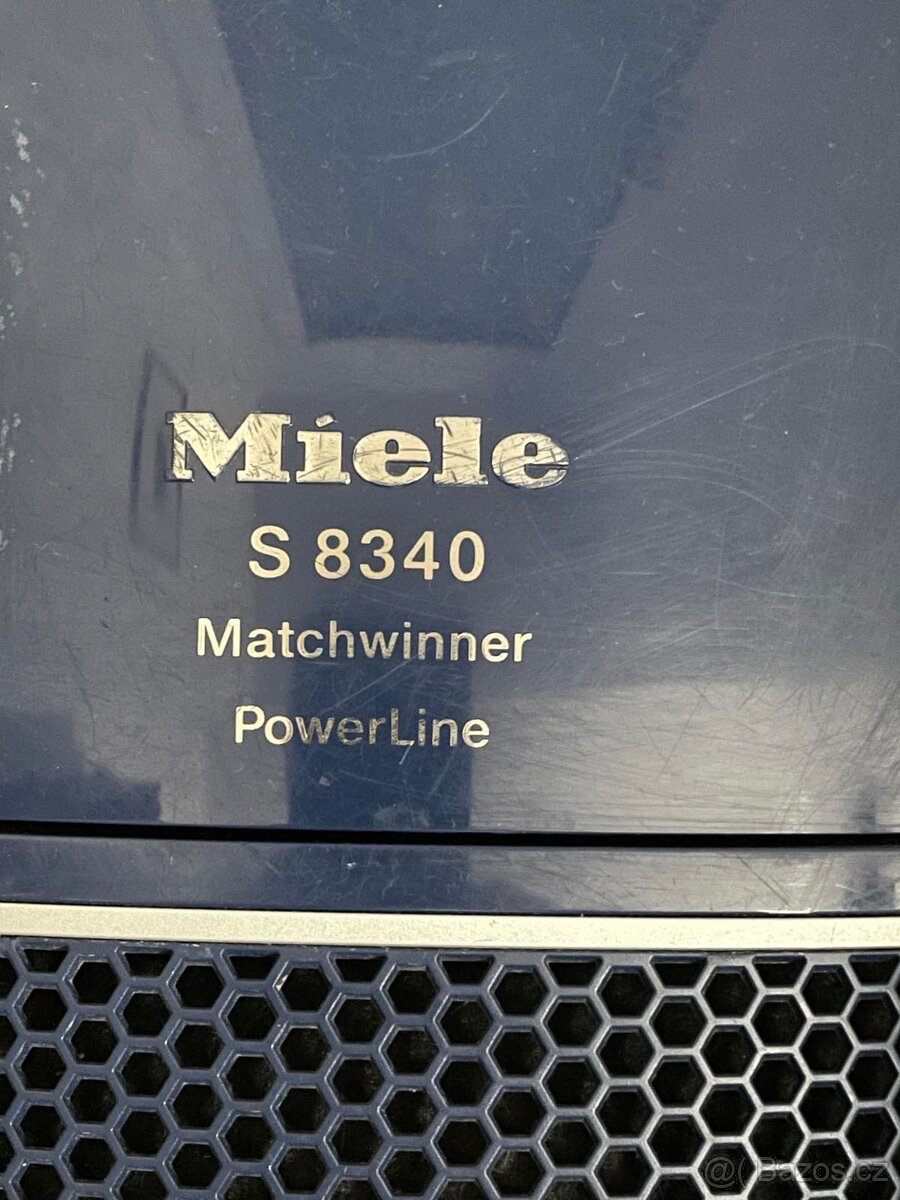 Miele
S 8340
Matchwinner
PowerLine
@( Bazos.cz